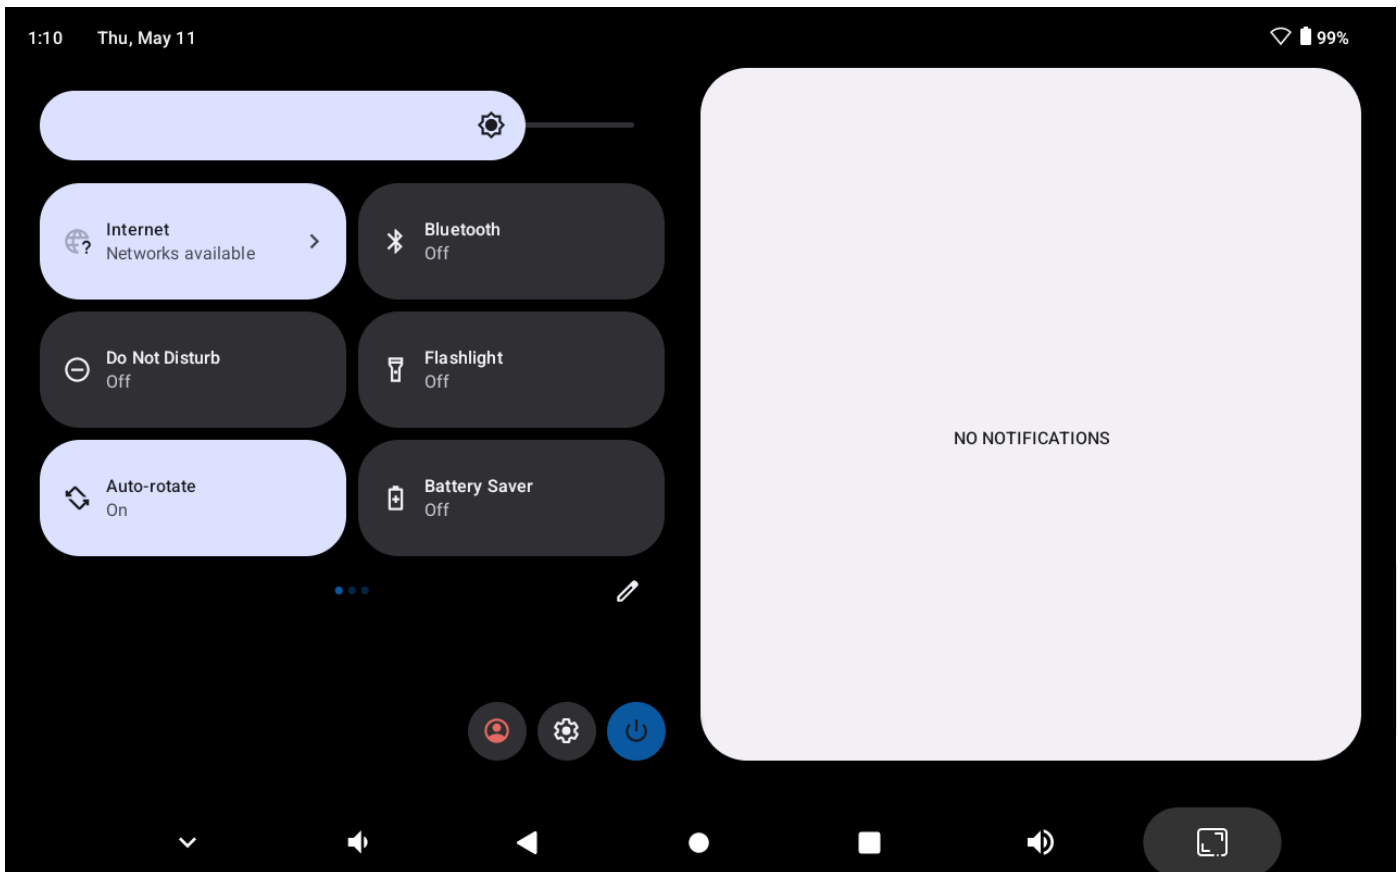 1:10 Thu, May 11
99%
Internet
Networks available
Bluetooth
Off
Do Not Disturb
Off
Flashlight
Off
Auto-rotate
On
Battery Saver
Off
NO NOTIFICATIONS